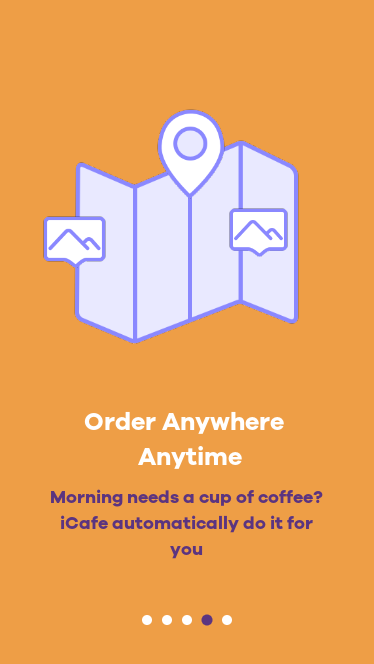 Order Anywhere
Anytime
Morning needs a cup of coffee?
iCafe automatically do it for
you